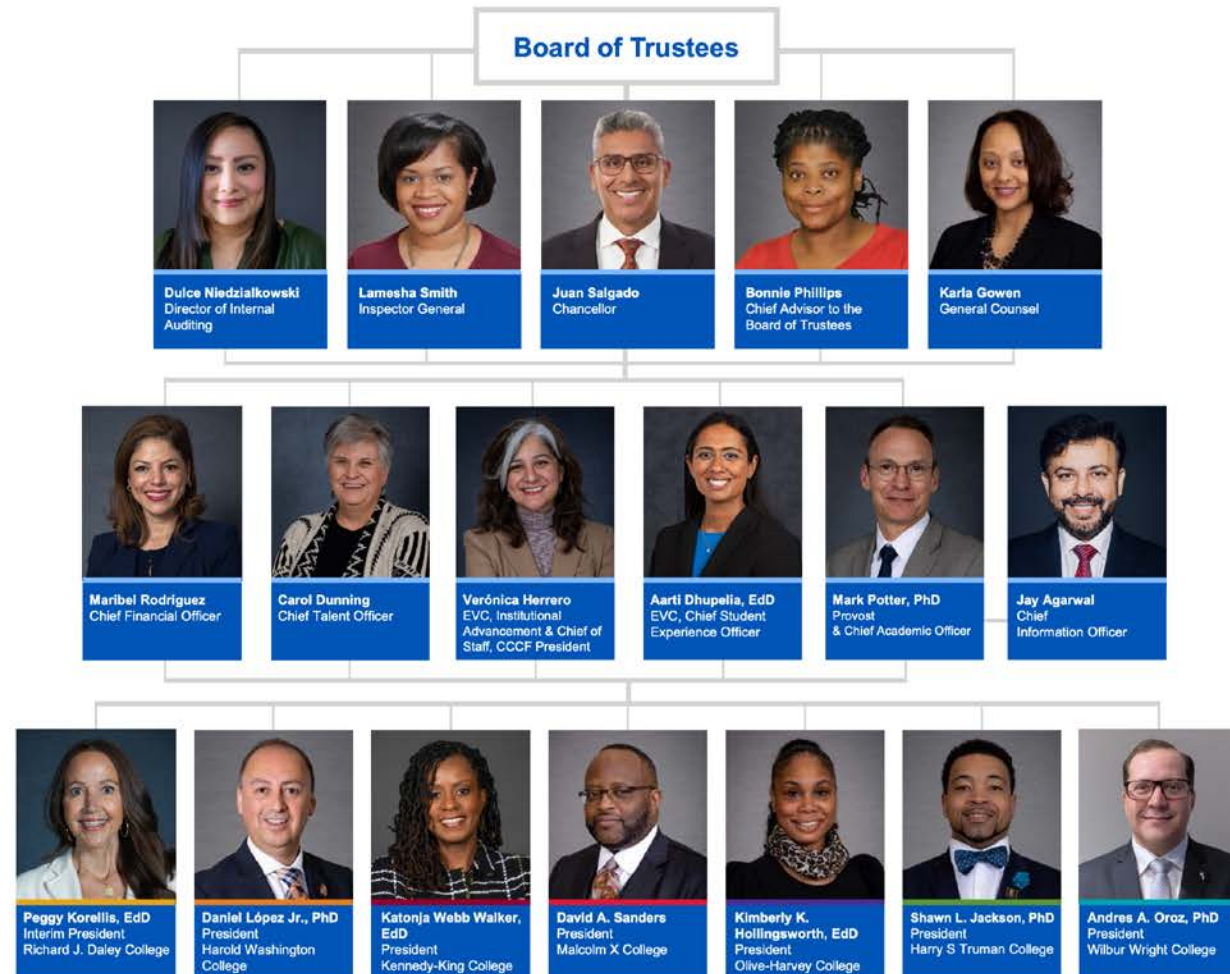 Board of Trustees
Dulce Niedzialkowski
Director of Internal
Auditing
Lamesha Smith
Inspector General
Juan Salgado
Chancellor
Bonnie Phillips
Chief Advisor to the
Board of Trustees
Karla Gowen
General Counsel
Maribel Rodriguez
Chief Financial Officer
Carol Dunning
Chief Talent Officer
Verónica Herrero
EVC, Institutional
Advancement & Chief of
Staff, CCCF President
Aarti Dhupelia, EdD
EVC, Chief Student
Experience Officer
Mark Potter, PhD
Provost
& Chief Academic Officer
Jay Agarwal
Chief
Information Officer
Peggy Korellis, EdD
Interim President
Richard J. Daley College
Daniel López Jr., PhD
President
Harold Washington
College
Katonja Webb Walker,
EdD
President
Kennedy-King College
David A. Sanders
President
Malcolm X College
Kimberly K.
Hollingsworth, EdD
President
Olive-Harvey College
Shawn L. Jackson, PhD
President
Harry S Truman College
Andres A. Oroz, PhD
President
Wilbur Wright College